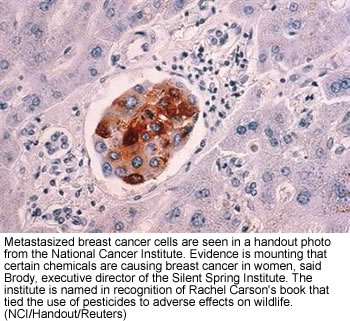 Metastasized breast cancer cells are seen in a handout photo
from the National Cancer Institute. Evidence is mounting that
certain chemicals are causing breast cancer in women, said
Brody, executive director of the Silent Spring Institute. The
institute is named in recognition of Rachel Carson's book that
tied the use of pesticides to adverse effects on wildlife.
(NCI/Handout/Reuters)